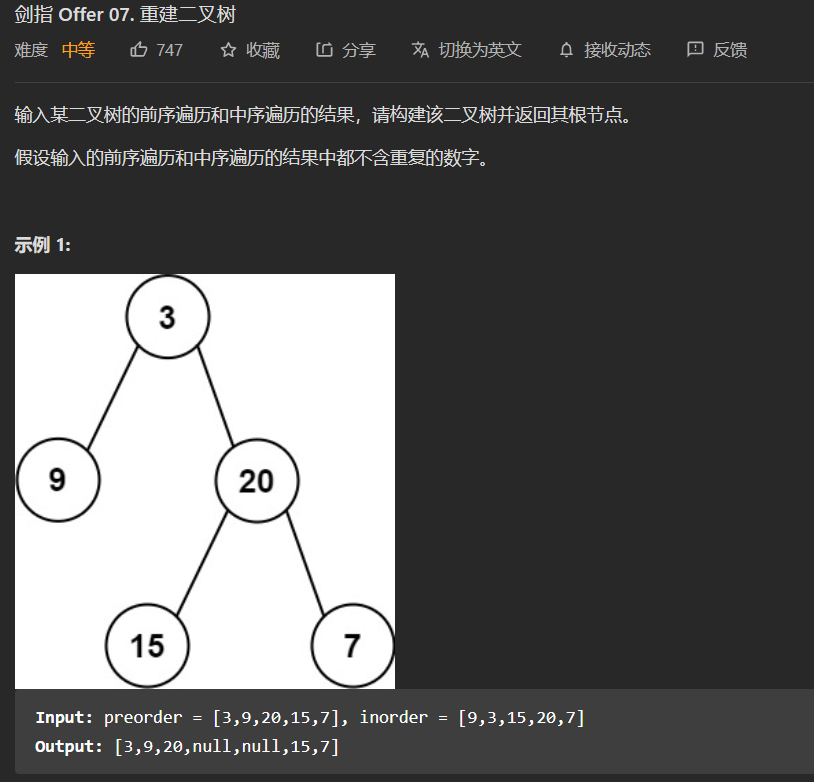 剑指 Offer 07. 重建二叉树
难度 中等 747 收藏 分享 切换为英文 接收动态 反馈
输入某二叉树的前序遍历和中序遍历的结果，请构建该二叉树并返回其根节点。
假设输入的前序遍历和中序遍历的结果中都不含重复的数字。
示例 1:
3
9 20
15 7
Input: preorder = [3,9,20,15,7], inorder = [9,3,15,20,7]
Output: [3,9,20,null,null,15,7]